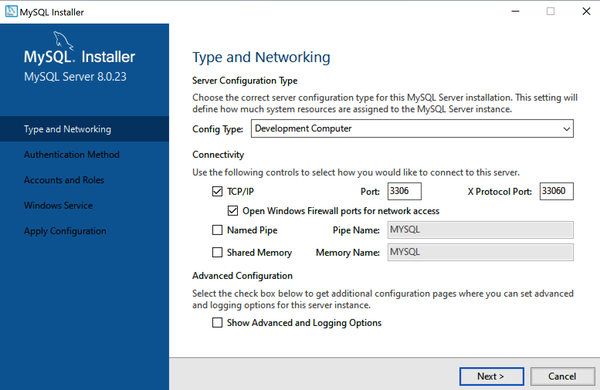 MySQL Installer
MySQL. Installer
MySQL Server 8.0.23
Type and Networking
Authentication Method
Accounts and Roles
Windows Service
Apply Configuration
Type and Networking
Server Configuration Type
Choose the correct server configuration type for this MySQL Server installation. This setting will
define how much system resources are assigned to the MySQL Server instance.
Config Type: Development Computer
Connectivity
Use the following controls to select how you would like to connect to this server.
TCP/IP Port: 3306 X Protocol Port: 33060
Open Windows Firewall ports for network access
Named Pipe Pipe Name: MYSQL
Shared Memory Memory Name: MYSQL
Advanced Configuration
Select the check box below to get additional configuration pages where you can set advanced
and logging options for this server instance.
Show Advanced and Logging Options
Next > Cancel